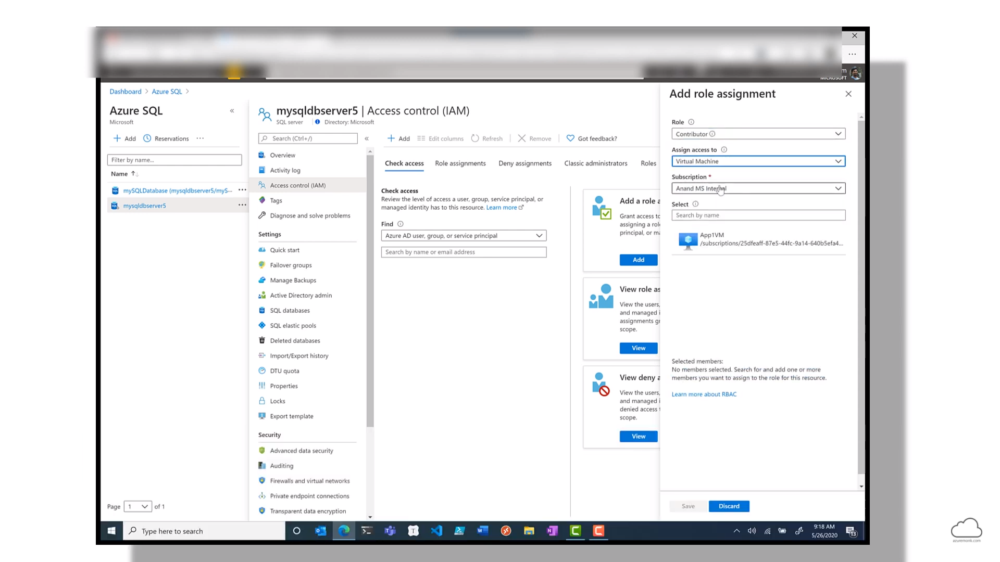 m
MICROSOFT
Dashboard > Azure SQL >
Azure SQL «
Microsoft
Add Reservations ...
Filter by name...
Name
mySQLDatabase (mysqldbserver5/myS... ...
mysqldbserver5 ...
Page 1 of 1
mysqldbserver5 | Access control (IAM)
SQL server Directory: Microsoft
Search (Ctrl+/) «
Overview
Activity log
Access control (IAM)
Tags
Diagnose and solve problems
Settings
Quick start
Failover groups
Manage Backups
Active Directory admin
SQL databases
SQL elastic pools
Deleted databases
Import/Export history
DTU quota
Properties
Locks
Export template
Security
Advanced data security
Auditing
Firewalls and virtual networks
Private endpoint connections
Transparent data encryption
Add Edit columns Refresh Remove Got feedback?
Check access Role assignments Deny assignments Classic administrators Roles
Check access
Review the level of access a user, group, service principal, or
managed identity has to this resource. Learn more
Find
Azure AD user, group, or service principal
Search by name or email address
Add a role a
Grant access to
assigning a rol
principal, or ma
Add
View role as
View the users,
and managed i
assignments gr
scope.
View
View deny a
View the users,
and managed i
denied access t
scope.
View
Add role assignment
Role
Contributor
Assign access to
Virtual Machine
Subscription *
Anand MS Internal
Select
Search by name
App1VM
/subscriptions/25dfeaff-87e5-44fc-9a14-640b5efa4...
Selected members:
No members selected. Search for and add one or more
members you want to assign to the role for this resource.
Learn more about RBAC
Save Discard
Type here to search
9:18 AM
5/26/2020
13
azuremonk.com